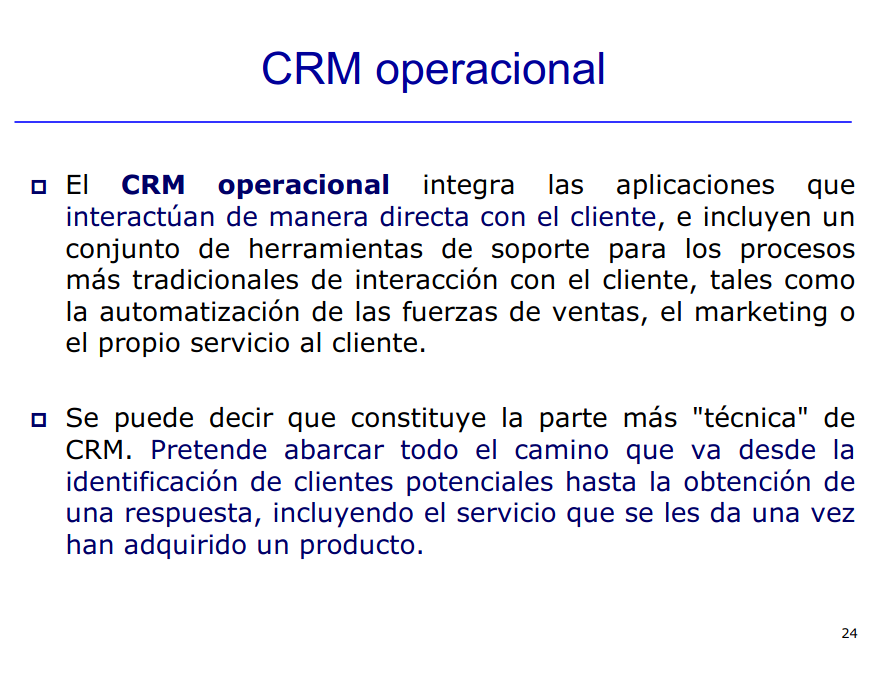 CRM operacional
El CRM operacional integra las aplicaciones que
interactúan de manera directa con el cliente, e incluyen un
conjunto de herramientas de soporte para los procesos
más tradicionales de interacción con el cliente, tales como
la automatización de las fuerzas de ventas, el marketing o
el propio servicio al cliente.
Se puede decir que constituye la parte más "técnica" de
CRM. Pretende abarcar todo el camino que va desde la
identificación de clientes potenciales hasta la obtención de
una respuesta, incluyendo el servicio que se les da una vez
han adquirido un producto.
24